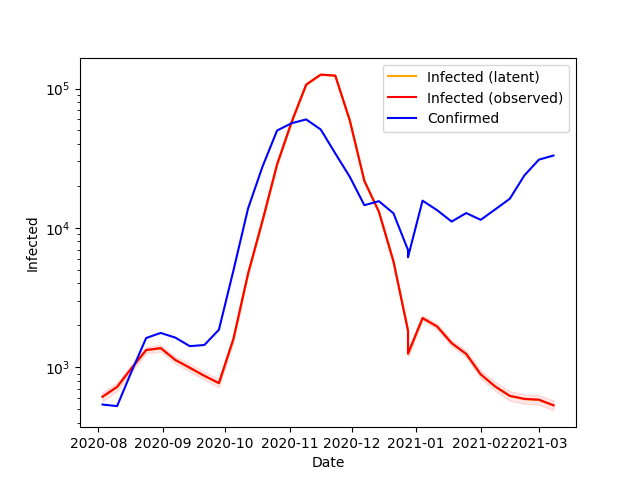 Infected (latent)
Infected (observed)
Confirmed
10^5
10^4
10^3
Infected
2020-08 2020-09 2020-10 2020-11 2020-12 2021-01 2021-02 2021-03
Date